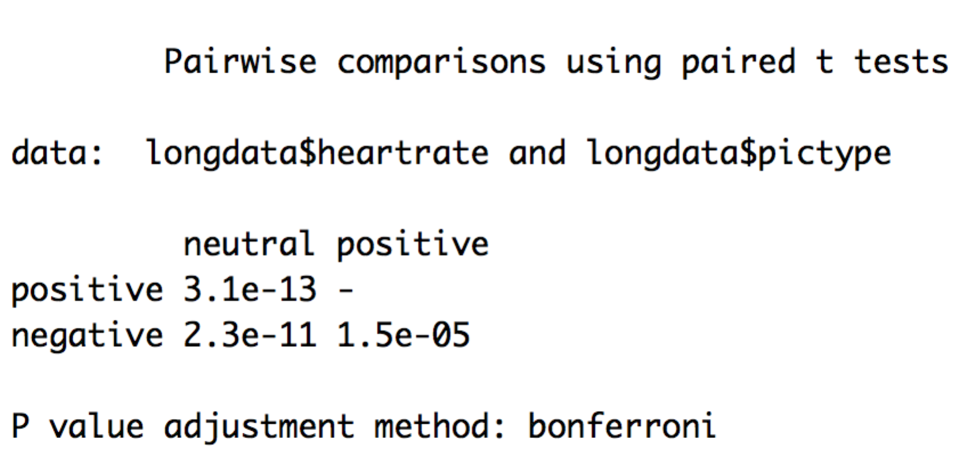 Pairwise comparisons using paired t tests
data:  longdata$heartrate and longdata$pictype
neutral positive
positive 3.1e-13 -
negative 2.3e-11 1.5e-05
P value adjustment method: bonferroni